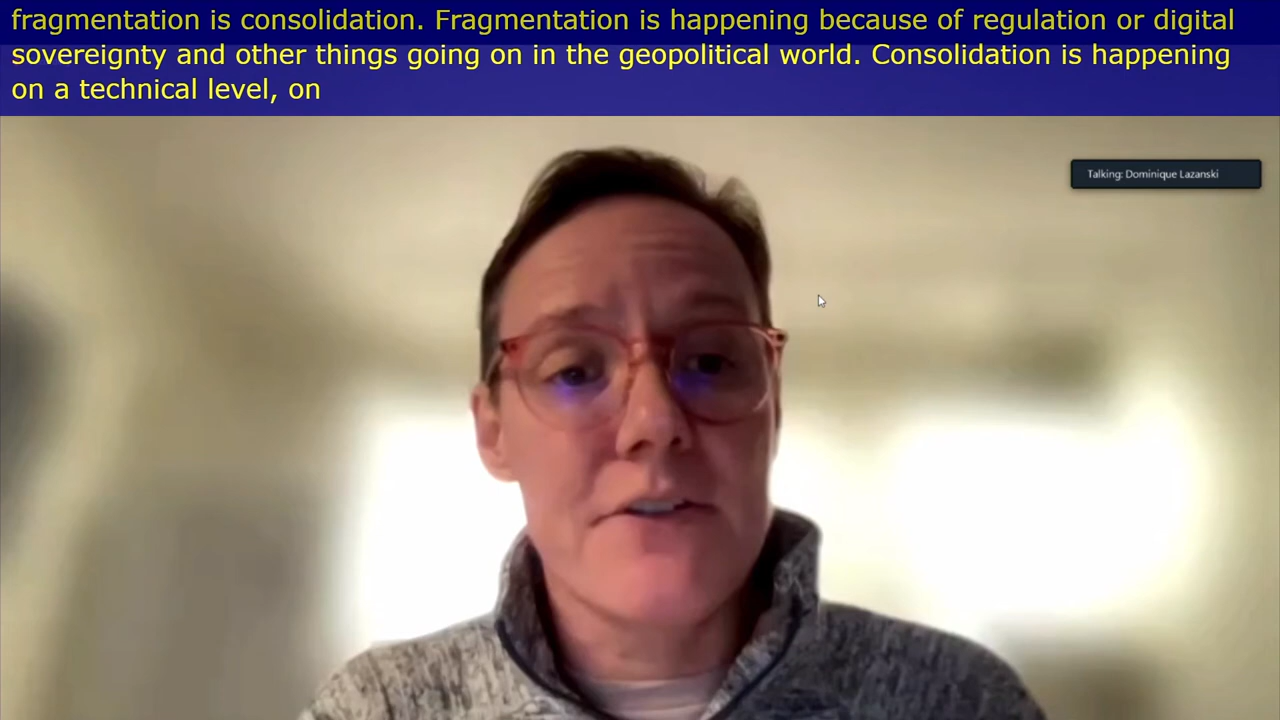 fragmentation is consolidation. Fragmentation is happening because of regulation or digital
sovereignty and other things going on in the geopolitical world. Consolidation is happening
on a technical level, on
Talking: Dominique Lazanski